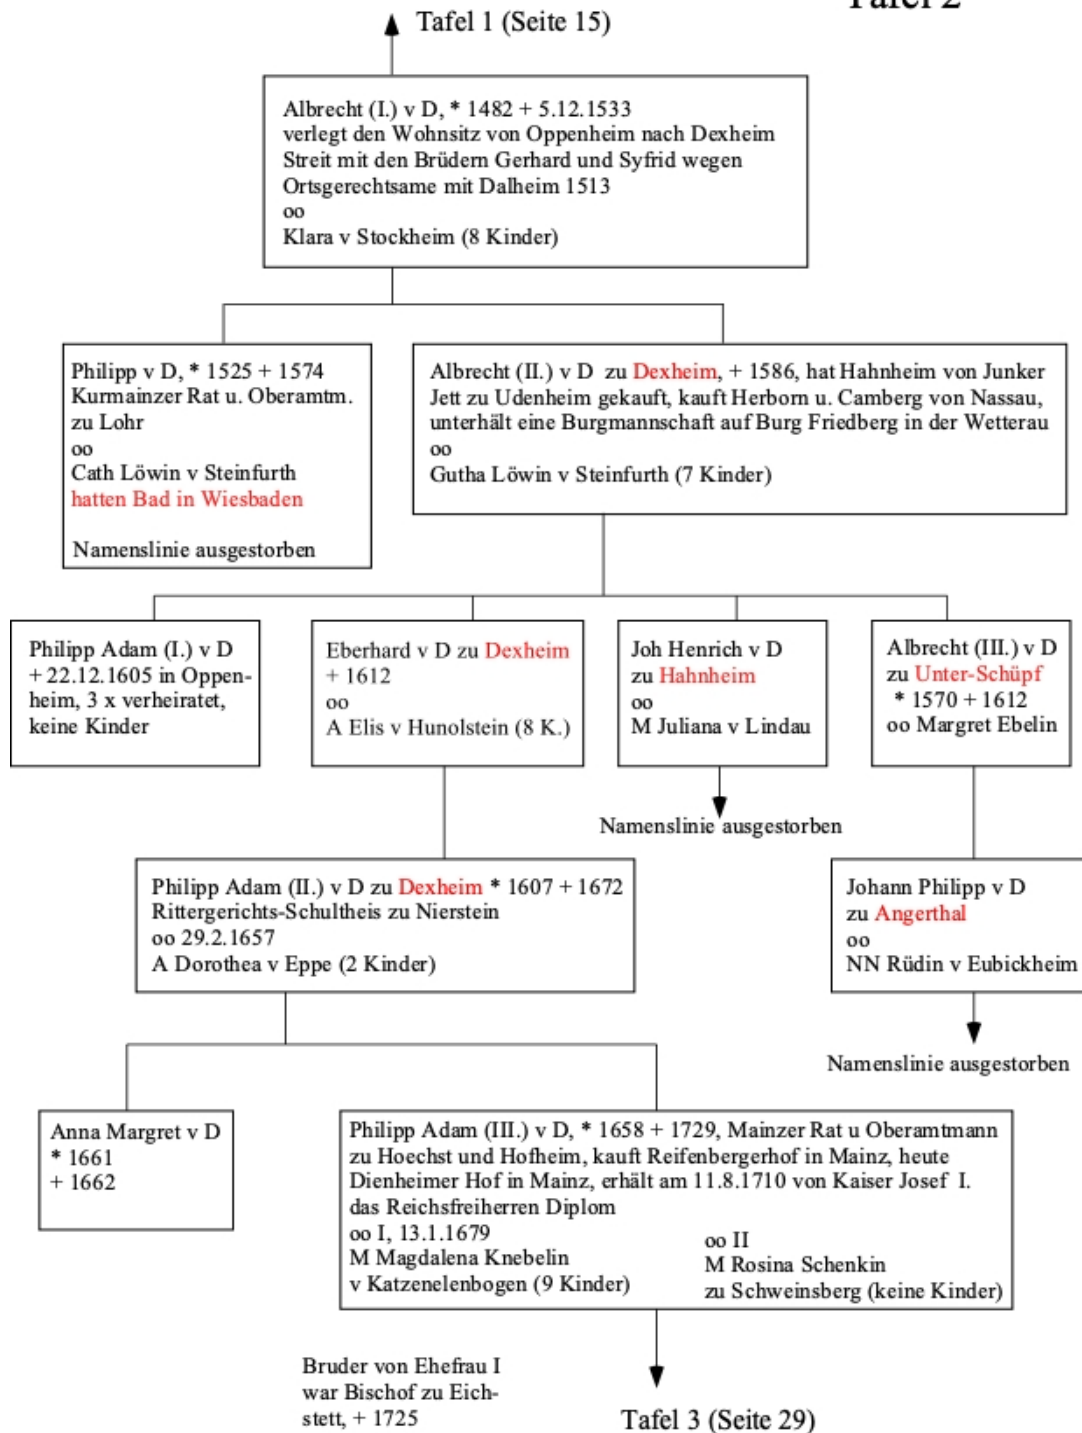 Tafel 2
Tafel 1 (Seite 15)
Albrecht (I.) v D, * 1482 + 5.12.1533
verlegt den Wohnsitz von Oppenheim nach Dexheim
Streit mit den Brüdern Gerhard und Syfrid wegen
Ortsgerechtsame mit Dalheim 1513
oo
Klara v Stockheim (8 Kinder)
Philipp v D, * 1525 + 1574
Kurmainzer Rat u. Oberamtm.
zu Lohr
oo
Cath Löwin v Steinfurth
hatten Bad in Wiesbaden
Namenslinie ausgestorben
Albrecht (II.) v D zu Dexheim, + 1586, hat Hahnheim von Junker
Jett zu Udenheim gekauft, kauft Herborn u. Camberg von Nassau,
unterhält eine Burgmannschaft auf Burg Friedberg in der Wetterau
oo
Gutha Löwin v Steinfurth (7 Kinder)
Philipp Adam (I.) v D
+ 22.12.1605 in Oppen-
heim, 3 x verheiratet,
keine Kinder
Eberhard v D zu Dexheim
+ 1612
oo
A Elis v Hunolstein (8 K.)
Joh Henrich v D
zu Hahnheim
oo
M Juliana v Lindau
Namenslinie ausgestorben
Albrecht (III.) v D
zu Unter-Schüpf
* 1570 + 1612
oo Margret Ebelin
Philipp Adam (II.) v D zu Dexheim * 1607 + 1672
Rittergerichts-Schultheis zu Nierstein
oo 29.2.1657
A Dorothea v Eppe (2 Kinder)
Johann Philipp v D
zu Angerthal
oo
NN Rüdin v Eubickheim
Namenslinie ausgestorben
Anna Margret v D
* 1661
+ 1662
Philipp Adam (III.) v D, * 1658 + 1729, Mainzer Rat u Oberamtmann
zu Hoechst und Hofheim, kauft Reifenbergerhof in Mainz, heute
Dienheimer Hof in Mainz, erhält am 11.8.1710 von Kaiser Josef I.
das Reichsfreiherren Diplom
oo I, 13.1.1679
M Magdalena Knebelin
v Katzenelenbogen (9 Kinder)
oo II
M Rosina Schenkin
zu Schweinsberg (keine Kinder)
Bruder von Ehefrau I
war Bischof zu Eich-
stett, + 1725
Tafel 3 (Seite 29)